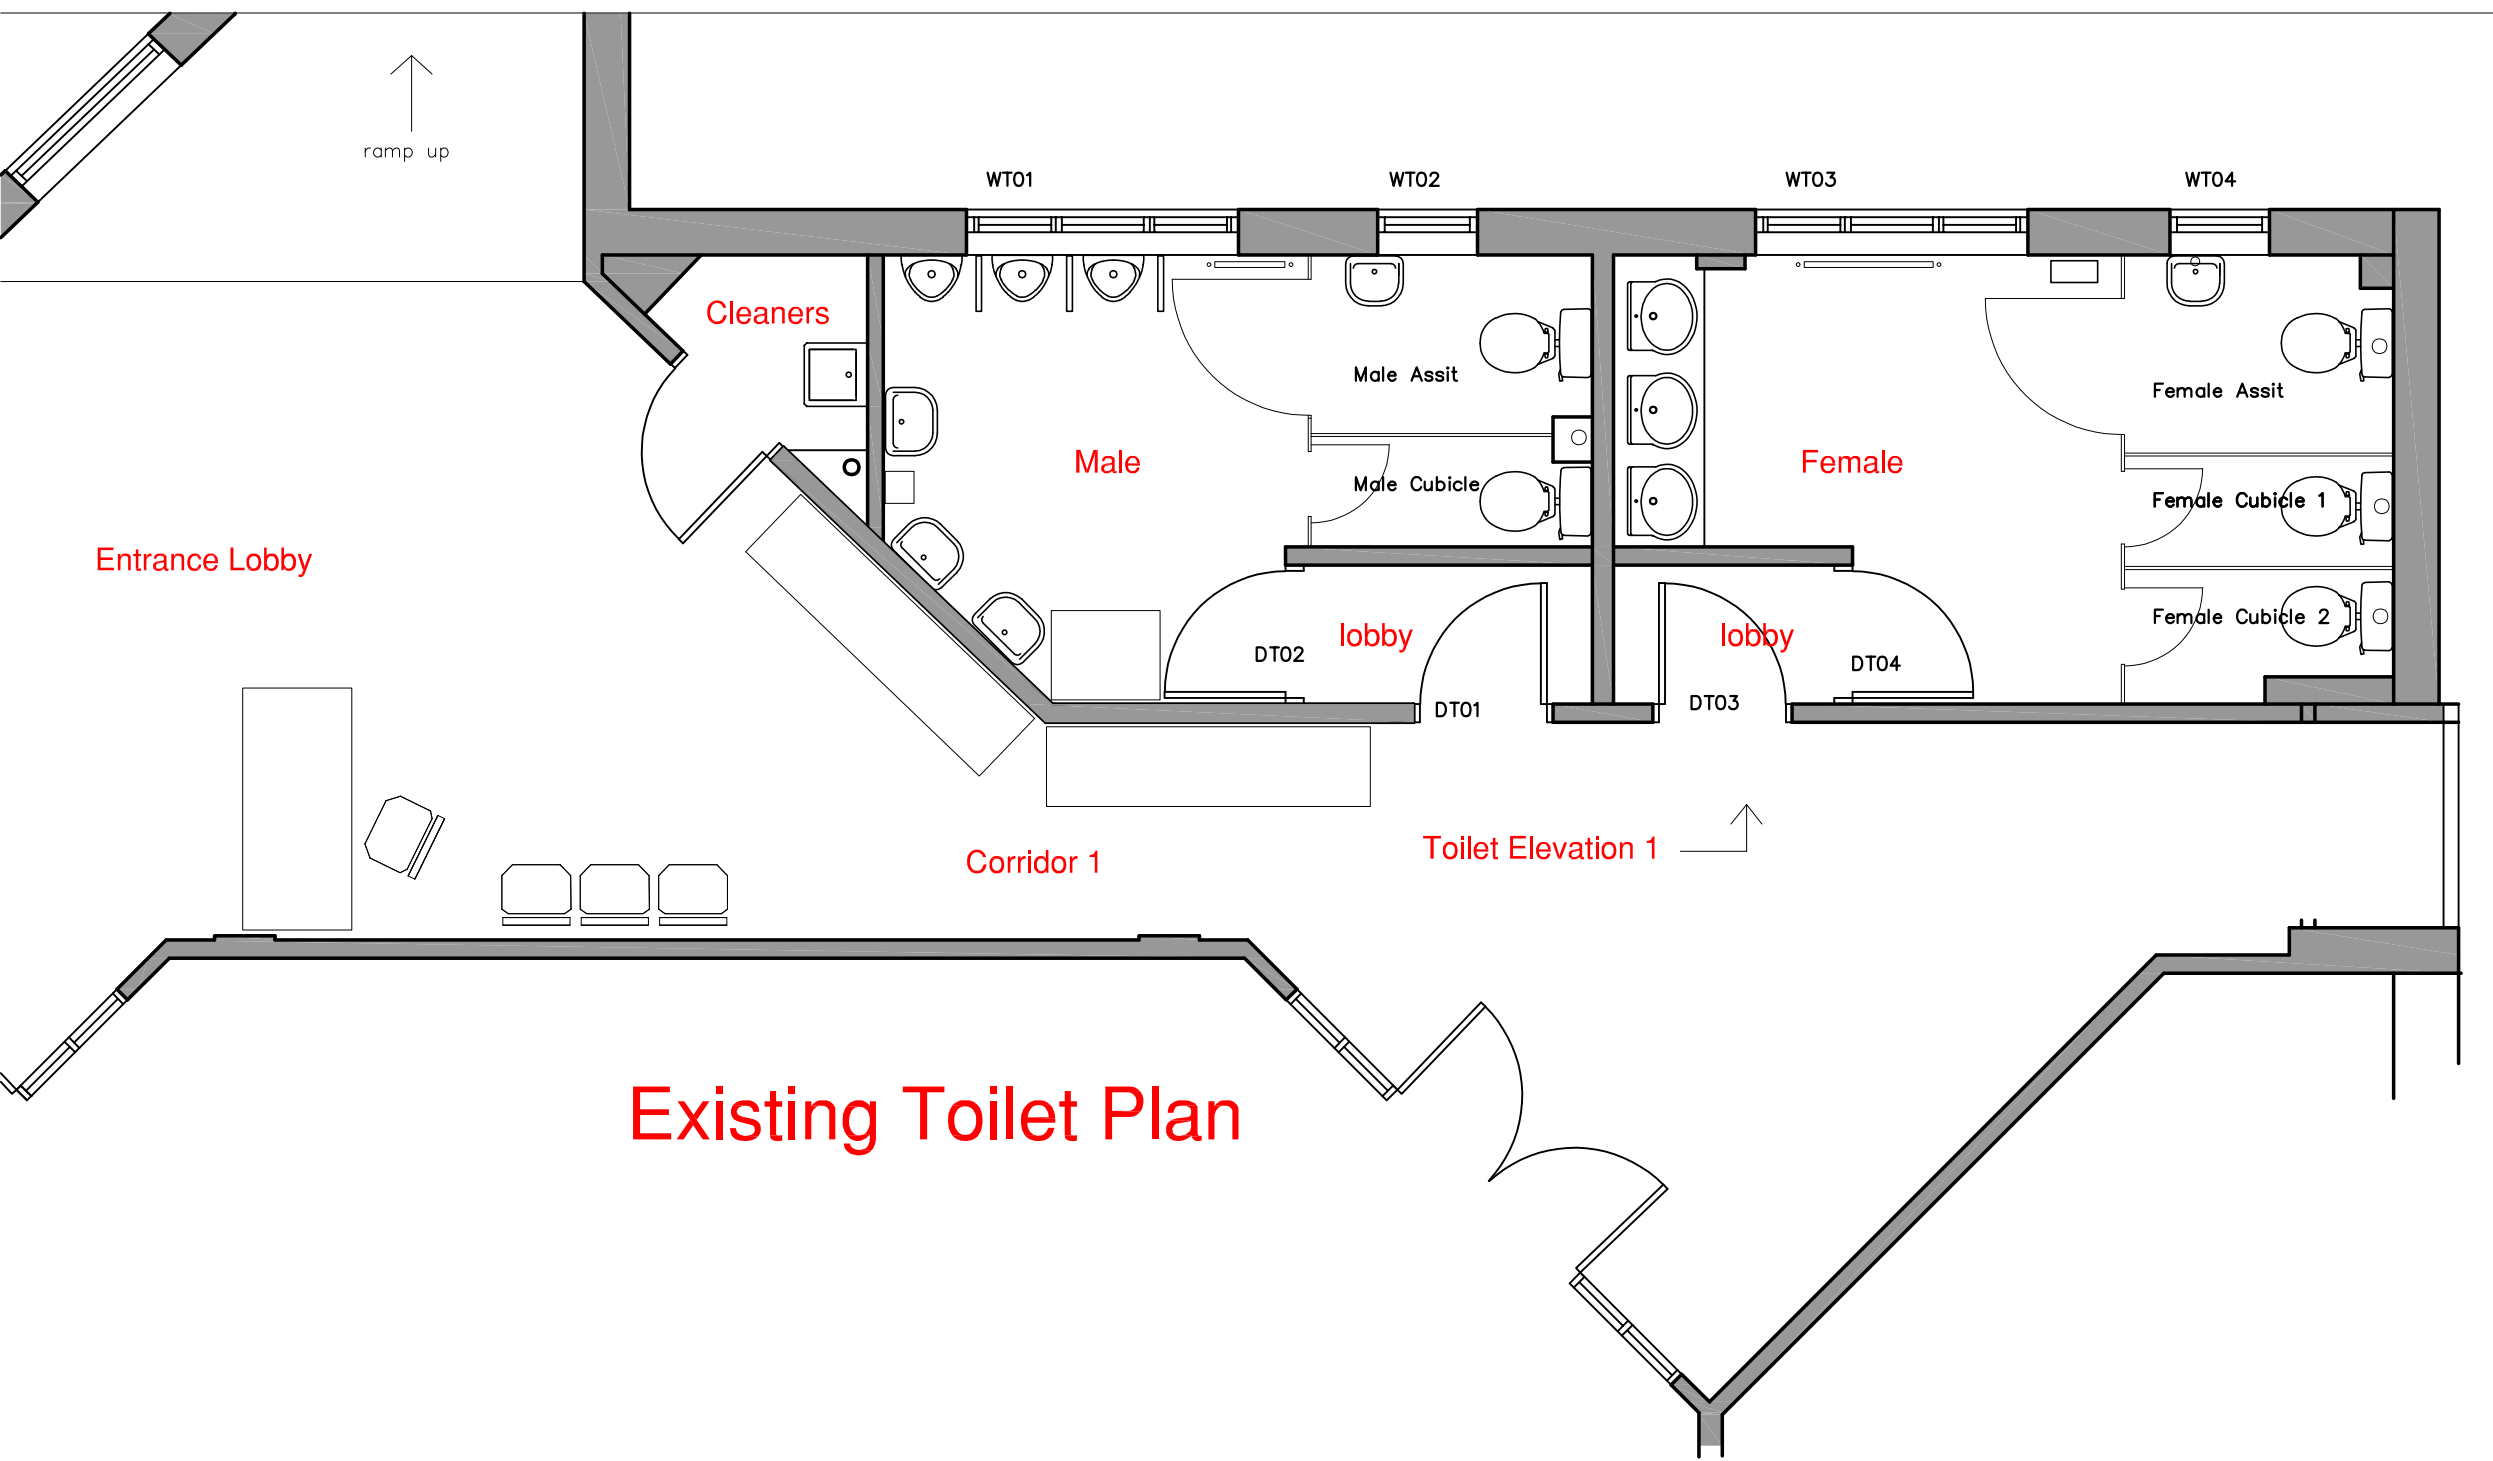 ramp up
WT01
WT02
WT03
WT04
Cleaners
Male Assit
Female Assit
Male
Female
Male Cubicle
Female Cubicle 1
Entrance Lobby
Female Cubicle 2
lobby
lobby
DT02
DT04
DT01
DT03
Toilet Elevation 1
Corridor 1
Existing Toilet Plan